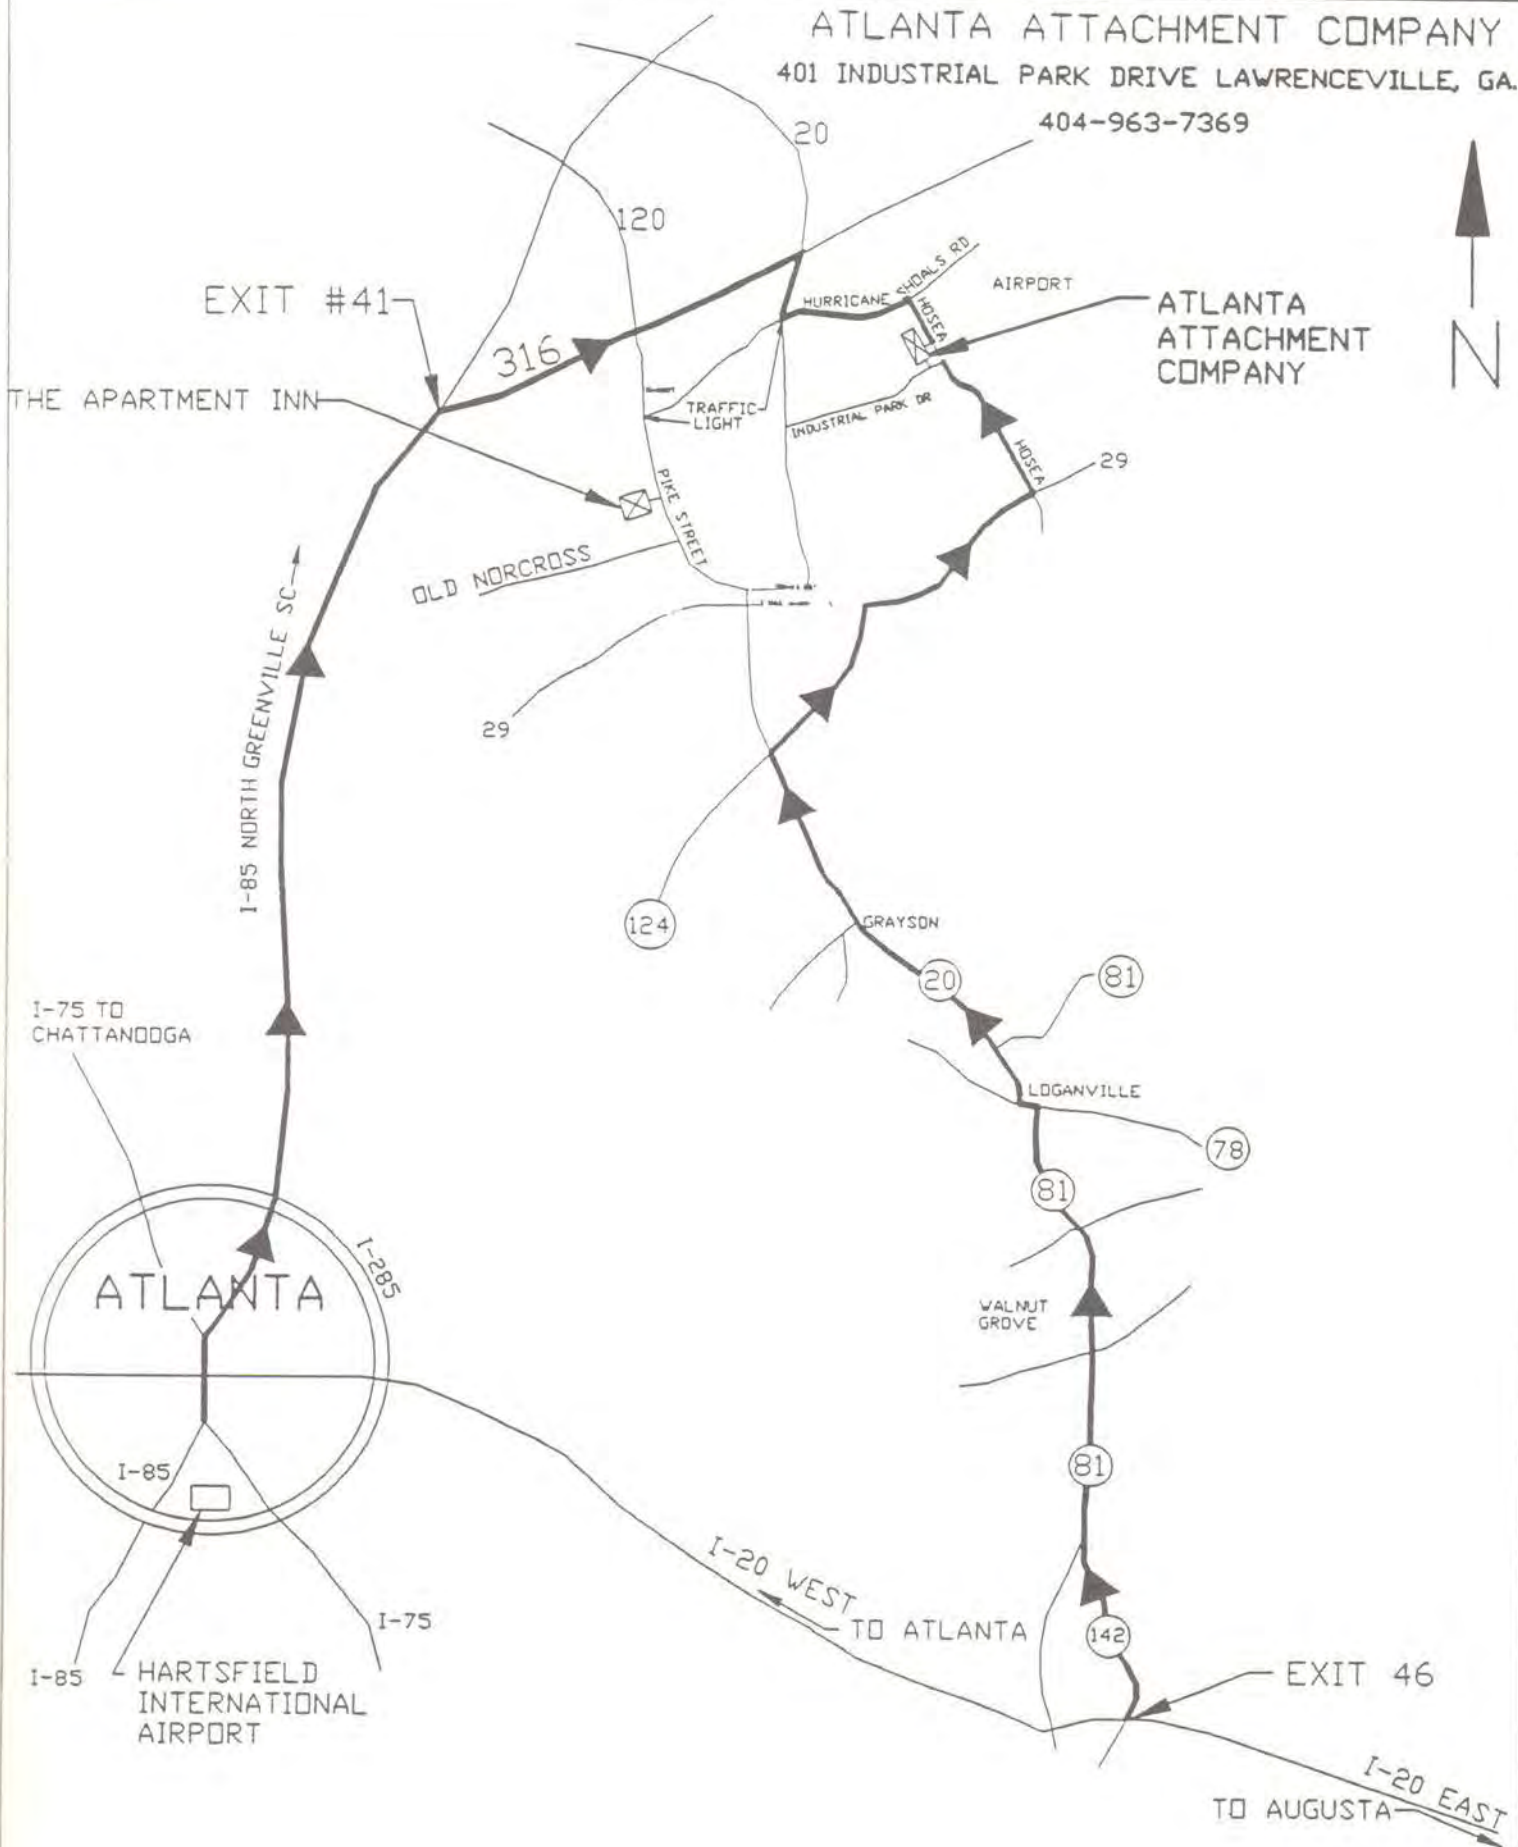 ATLANTA ATTACHMENT COMPANY
401 INDUSTRIAL PARK DRIVE LAWRENCEVILLE, GA.
404-963-7369
20
120
EXIT #41
316
HURRICANE SHOALS RD
HOSEA
AIRPORT
ATLANTA
ATTACHMENT
COMPANY
N
THE APARTMENT INN
TRAFFIC
LIGHT
INDUSTRIAL PARK DR
HOSEA
29
PIKE STREET
OLD NORCROSS
29
I-85 NORTH GREENVILLE SC
124
GRAYSON
20
81
I-75 TO
CHATTANOOGA
LOGANVILLE
78
81
I-285
ATLANTA
WALNUT
GROVE
I-85
81
I-20 WEST
TO ATLANTA
142
I-75
I-85
HARTSFIELD
INTERNATIONAL
AIRPORT
EXIT 46
I-20 EAST
TO AUGUSTA